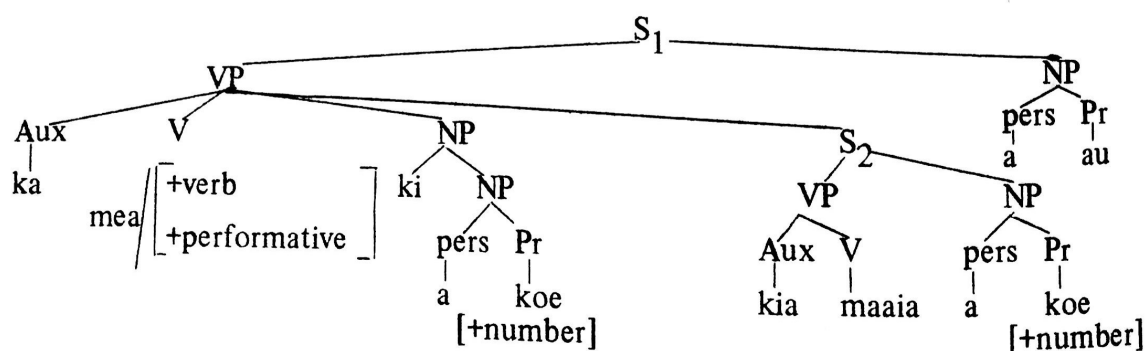 S1
VP NP
Aux V NP S2 pers Pr
ka mea/[+verb +performative] ki NP VP NP a au
pers Pr Aux V pers Pr
a koe kia maaia a koe
[+number] [+number]